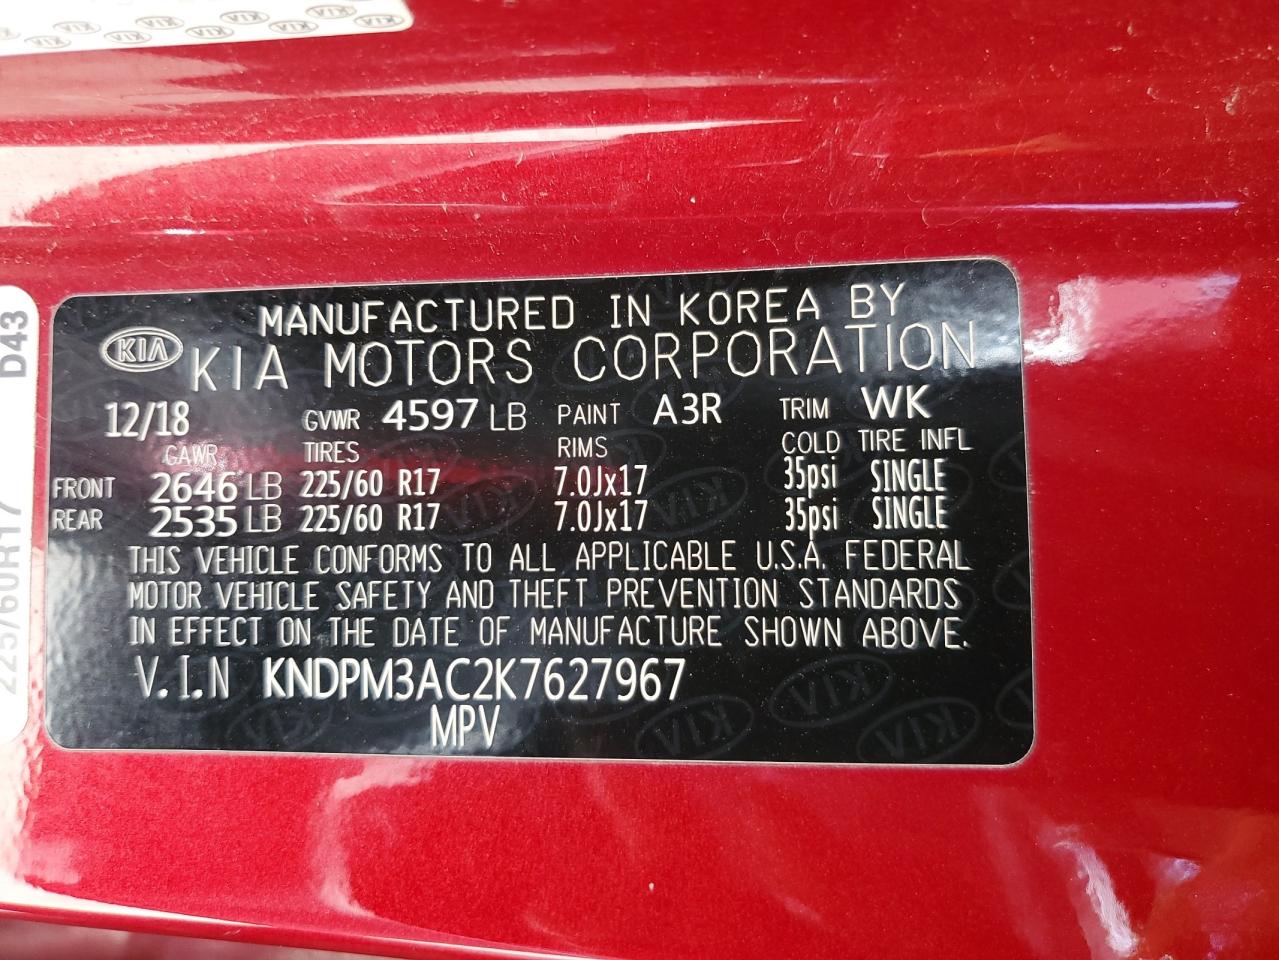 MANUFACTURED IN KOREA BY
KIA KIA MOTORS CORPORATION
12/18 GVWR 4597 LB PAINT A3R TRIM WK
GAWR TIRES RIMS COLD TIRE INFL
FRONT 2646 LB 225/60 R17 7.0Jx17 35psi SINGLE
REAR 2535 LB 225/60 R17 7.0Jx17 35psi SINGLE
THIS VEHICLE CONFORMS TO ALL APPLICABLE U.S.A. FEDERAL
MOTOR VEHICLE SAFETY AND THEFT PREVENTION STANDARDS
IN EFFECT ON THE DATE OF MANUFACTURE SHOWN ABOVE.
V.I.N KNDPM3AC2K7627967
MPV
D43
225/60R17